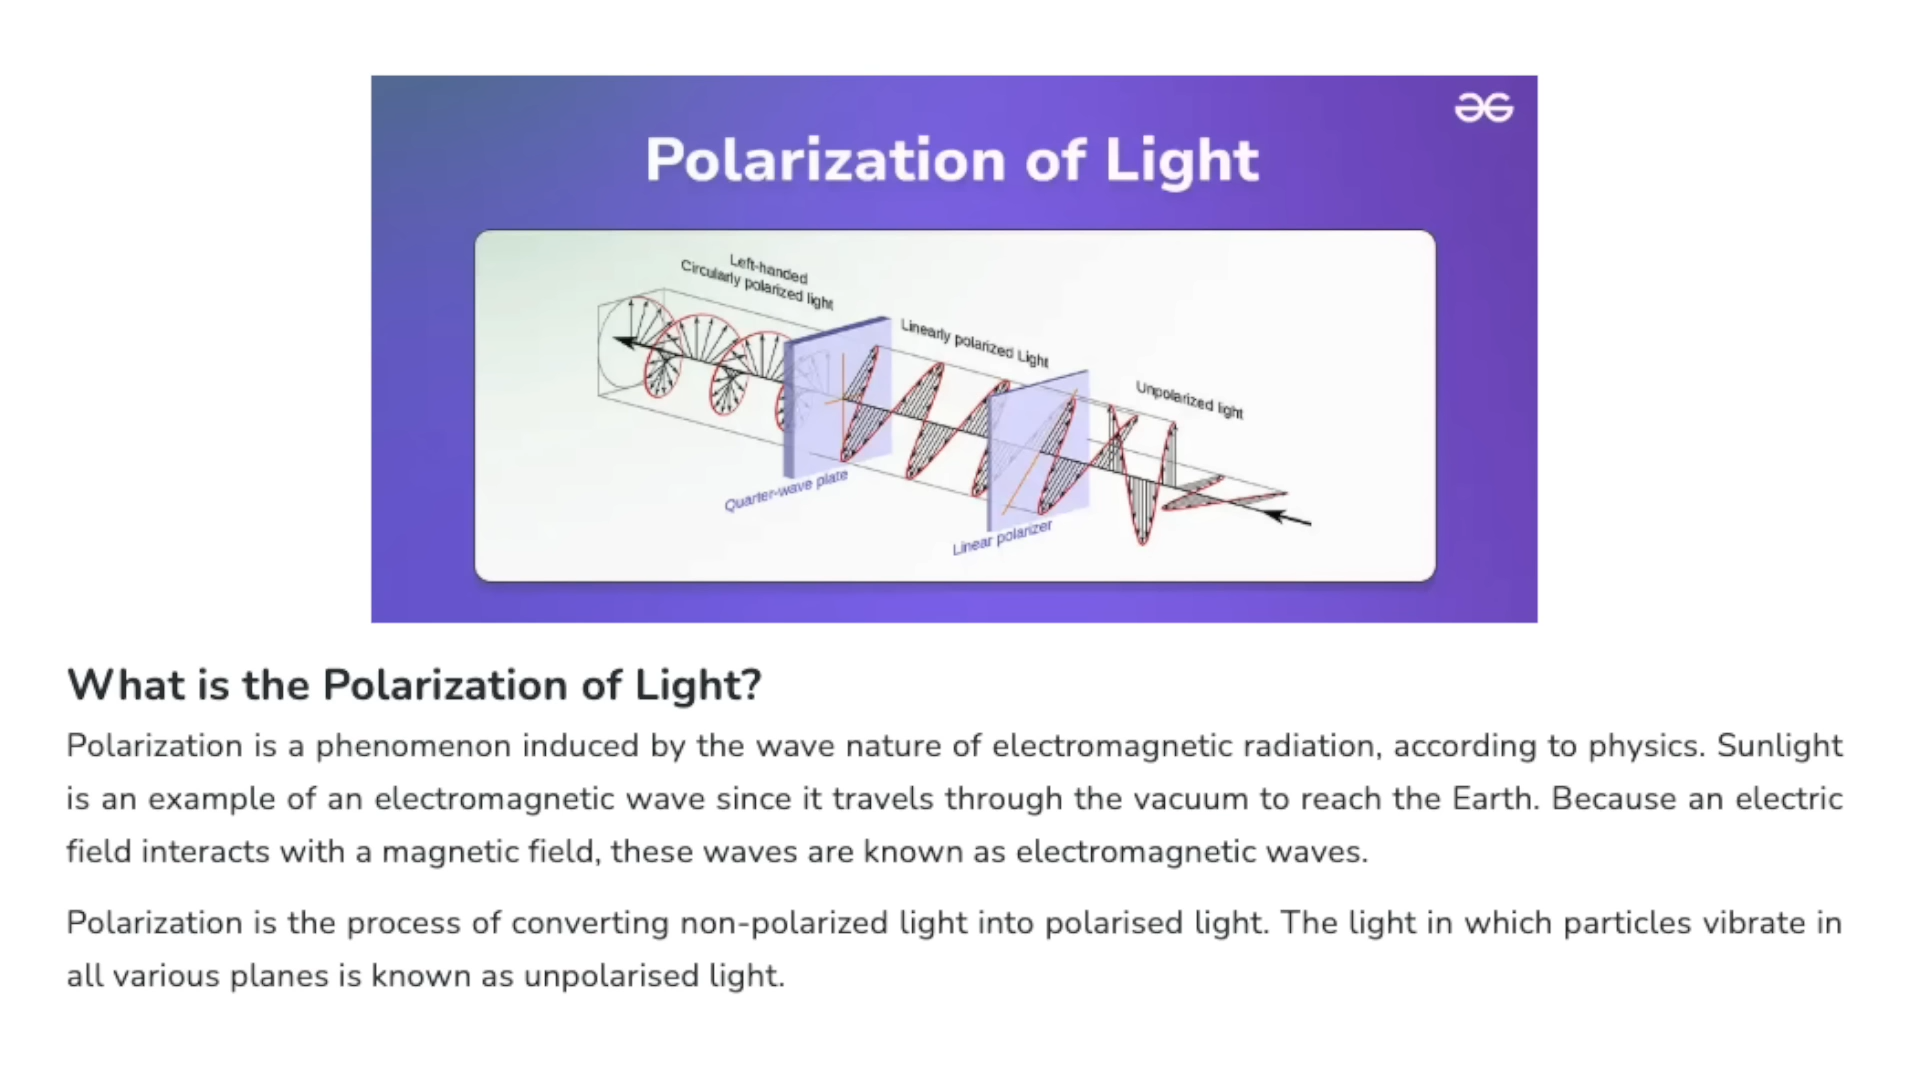 Polarization of Light
Left-handed
Circularly polarized light
Linearly polarized Light
Unpolarized light
Quarter-wave plate
Linear polarizer
What is the Polarization of Light?
Polarization is a phenomenon induced by the wave nature of electromagnetic radiation, according to physics. Sunlight
is an example of an electromagnetic wave since it travels through the vacuum to reach the Earth. Because an electric
field interacts with a magnetic field, these waves are known as electromagnetic waves.
Polarization is the process of converting non-polarized light into polarised light. The light in which particles vibrate in
all various planes is known as unpolarised light.